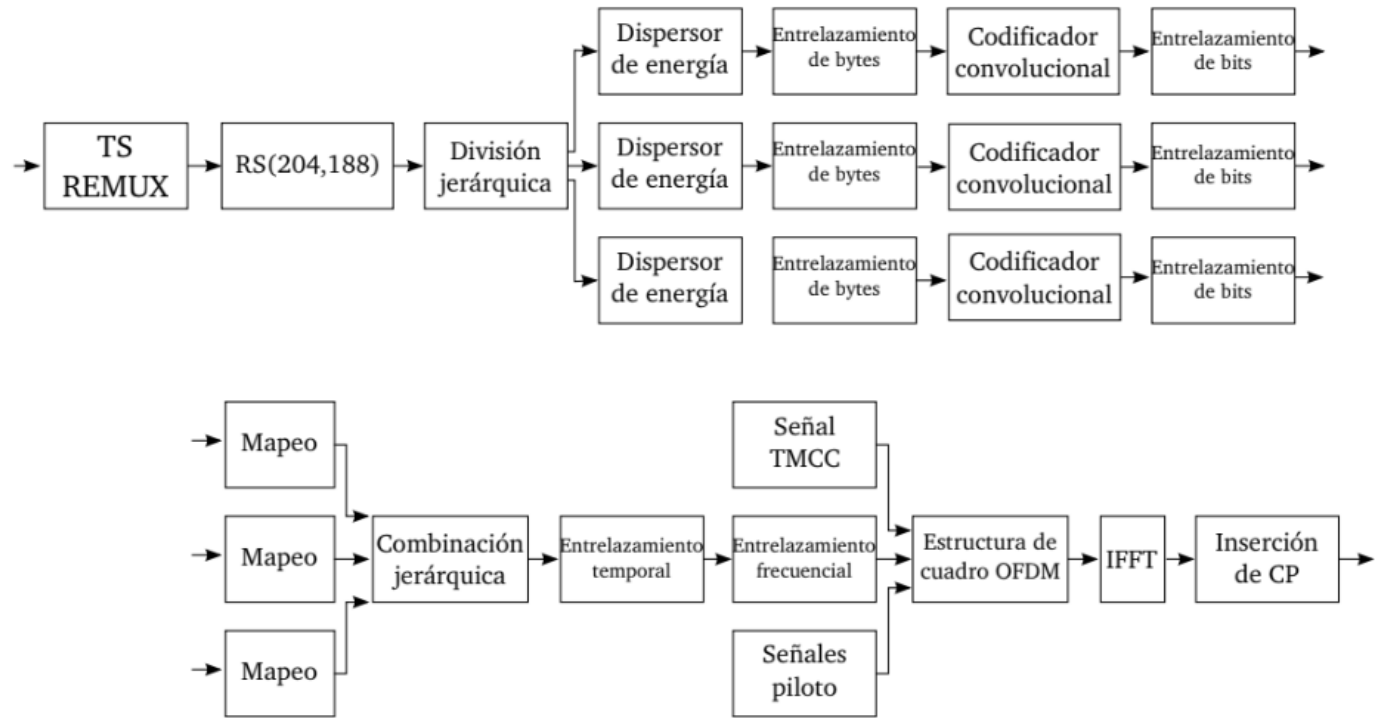 TS
REMUX
RS(204,188)
División
jerárquica
Dispersor
de energía
Entrelazamiento
de bytes
Codificador
convolucional
Entrelazamiento
de bits
Dispersor
de energía
Entrelazamiento
de bytes
Codificador
convolucional
Entrelazamiento
de bits
Dispersor
de energía
Entrelazamiento
de bytes
Codificador
convolucional
Entrelazamiento
de bits
Mapeo
Mapeo
Mapeo
Combinación
jerárquica
Entrelazamiento
temporal
Señal
TMCC
Entrelazamiento
frecuencial
Señales
piloto
Estructura de
cuadro OFDM
IFFT
Inserción
de CP